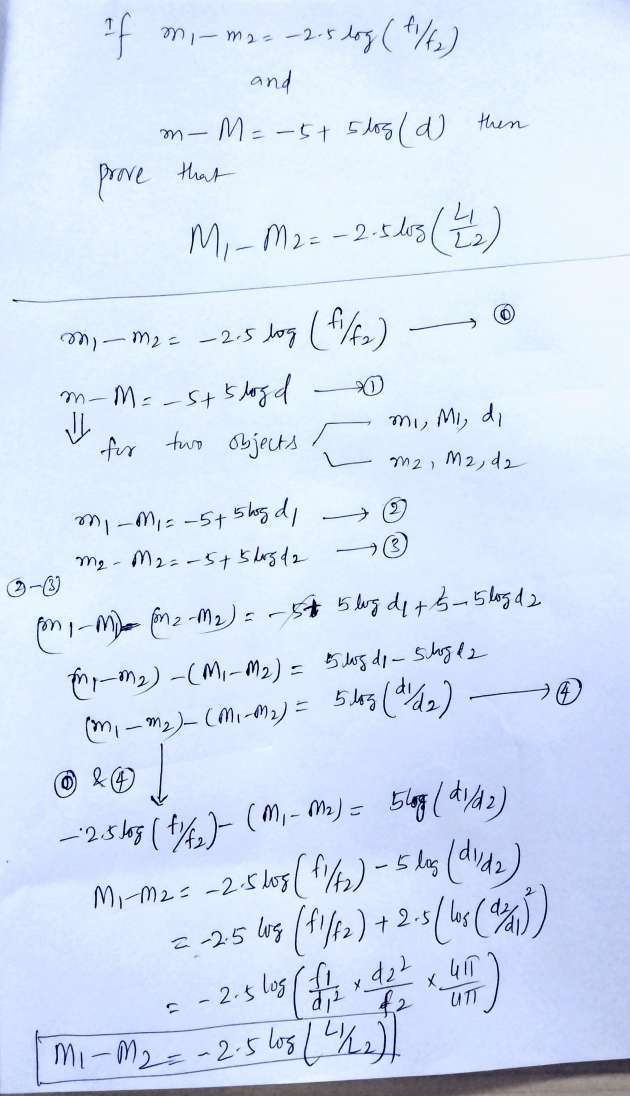 If m₁ - m₂ = -2.5 log (f₁/f₂)
and
m - M = -5 + 5 log (d) then
prove that
M₁ - M₂ = -2.5 log (L₁/L₂)
m₁ - m₂ = -2.5 log (f₁/f₂) → ⓪
m - M = -5 + 5 log d → ①
⇓ for two objects
m₁, M₁, d₁
m₂, M₂, d₂
m₁ - M₁ = -5 + 5 log d₁ → ②
m₂ - M₂ = -5 + 5 log d₂ → ③
② - ③
(m₁ - M₁) - (m₂ - M₂) = -5 + 5 log d₁ + 5 - 5 log d₂
(m₁ - m₂) - (M₁ - M₂) = 5 log d₁ - 5 log d₂
(m₁ - m₂) - (M₁ - M₂) = 5 log (d₁/d₂) → ④
⓪ & ④ ↓
-2.5 log (f₁/f₂) - (M₁ - M₂) = 5 log (d₁/d₂)
M₁ - M₂ = -2.5 log (f₁/f₂) - 5 log (d₁/d₂)
= -2.5 log (f₁/f₂) + 2.5 (log (d₂/d₁)²)
= -2.5 log (f₁/d₁² × d₂²/f₂ × 4π/4π)
M₁ - M₂ = -2.5 log (L₁/L₂)